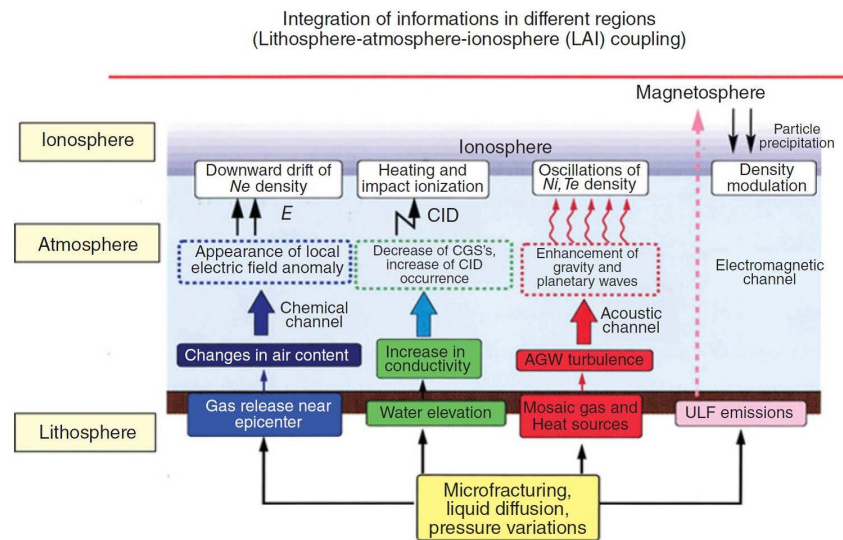 Integration of informations in different regions
(Lithosphere-atmosphere-ionosphere (LAI) coupling)
Magnetosphere
Particle
precipitation
Ionosphere
Ionosphere
Downward drift of
Ne density
Heating and
impact ionization
Oscillations of
Ni,Te density
Density
modulation
E
CID
Atmosphere
Appearance of local
electric field anomaly
Decrease of CGS's,
increase of CID
occurrence
Enhancement of
gravity and
planetary waves
Electromagnetic
channel
Chemical
channel
Acoustic
channel
Changes in air content
Increase in
conductivity
AGW turbulence
Lithosphere
Gas release near
epicenter
Water elevation
Mosaic gas and
Heat sources
ULF emissions
Microfracturing,
liquid diffusion,
pressure variations